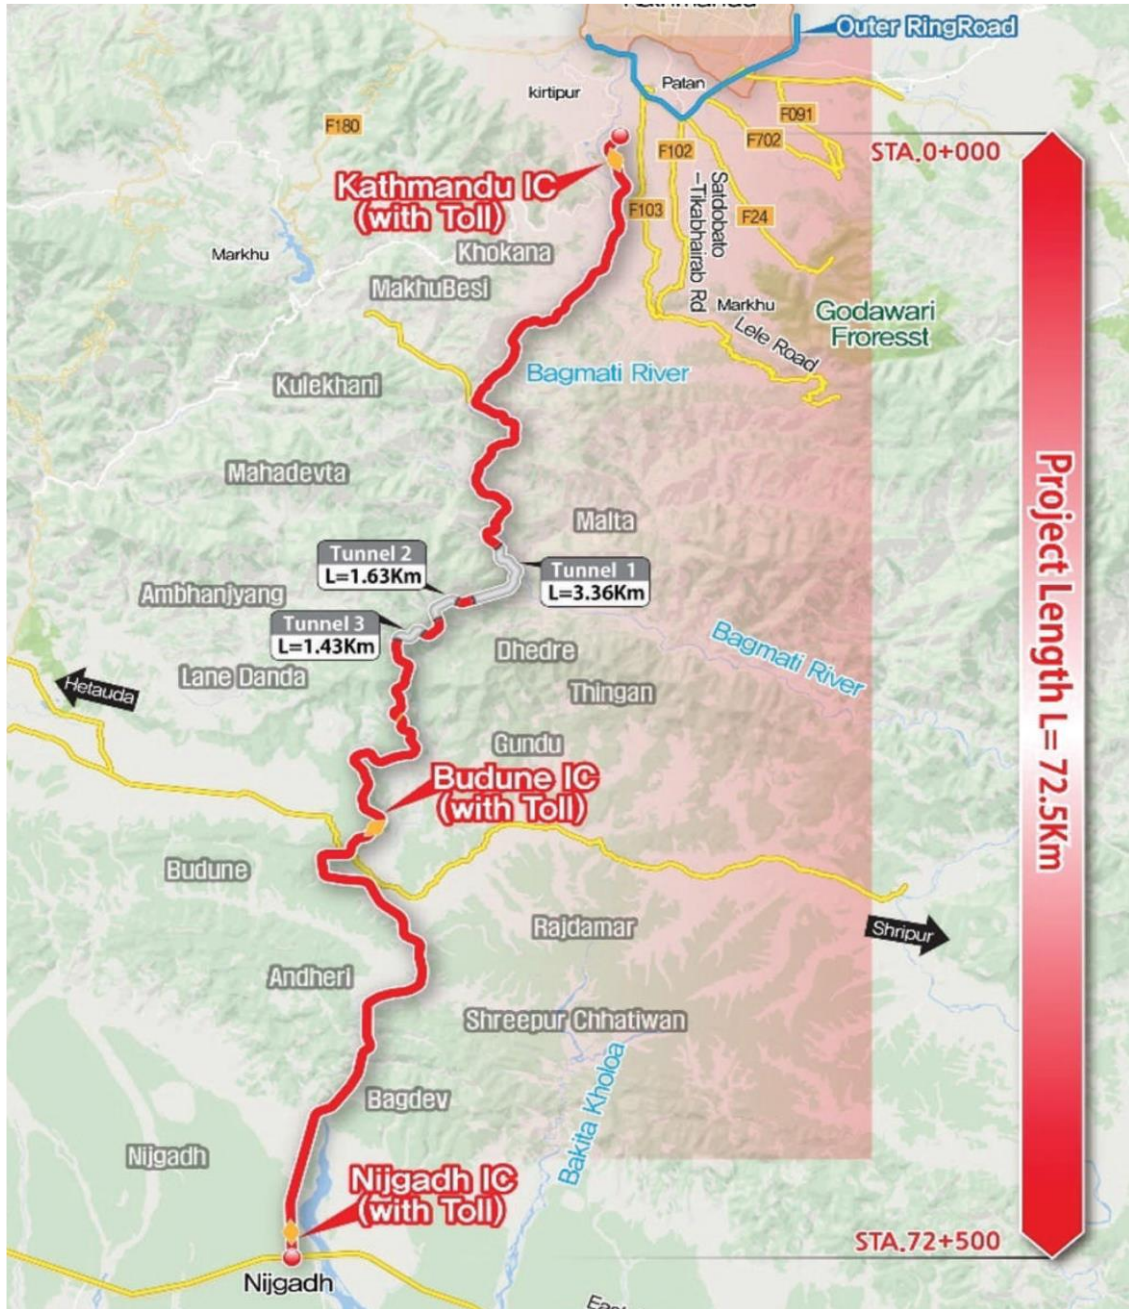 Kathmandu
Outer RingRoad
Patan
kirtipur
F091
F180
F702
STA.0+000
F102
Kathmandu IC
(with Toll)
F103
F24
Satdobato
–Tikabhairab Rd
Khokana
Markhu
MakhuBesi
Markhu
Godawari
Froresst
Lele Road
Bagmati River
Kulekhani
Project Length L= 72.5Km
Mahadevta
Malta
Tunnel 2
L=1.63Km
Tunnel 1
L=3.36Km
Ambhanjyang
Tunnel 3
L=1.43Km
Dhedre
Bagmati River
Lane Danda
Hetauda
Thingan
Gundu
Budune IC
(with Toll)
Budune
Rajdamar
Shripur
Andheri
Shreepur Chhatiwan
Bagdev
Bakita Kholoa
Nijgadh
Nijgadh IC
(with Toll)
STA.72+500
Nijgadh